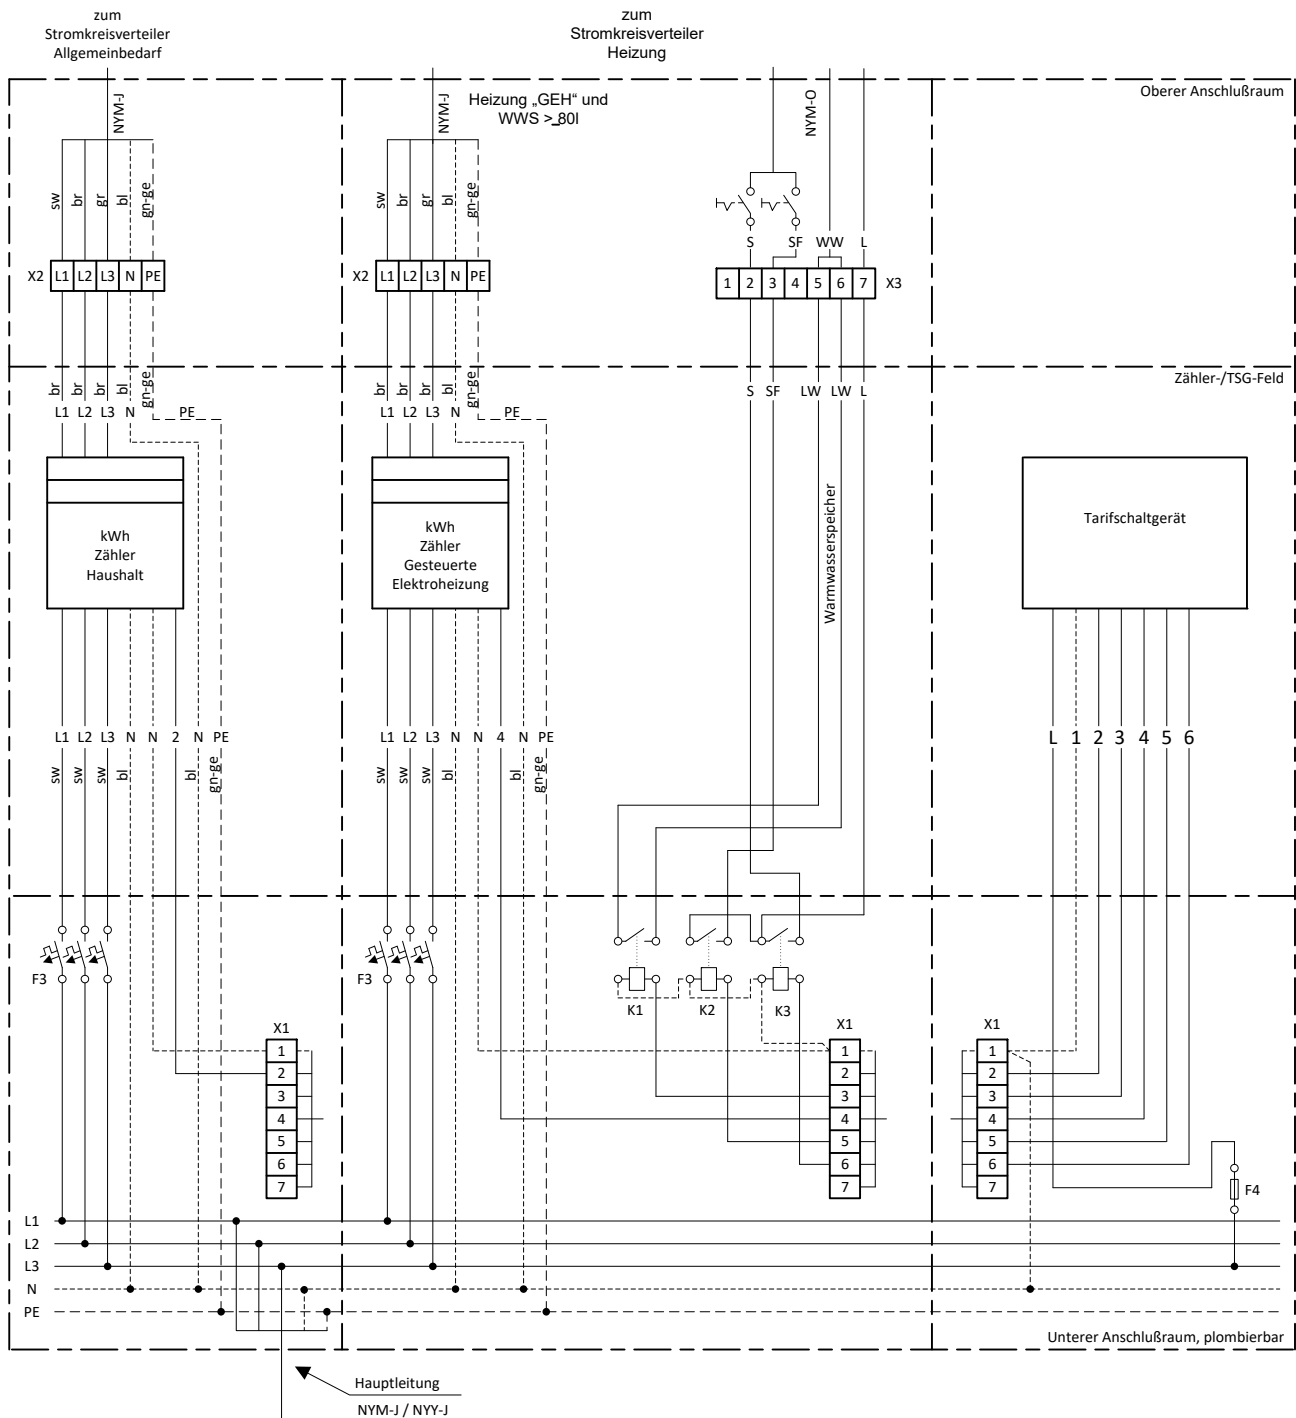 zum
Stromkreisverteiler
Allgemeinbedarf
zum
Stromkreisverteiler
Heizung
Heizung „GEH“ und
WWS >_80l
Oberer Anschlußraum
NYM-J
NYM-J
NYM-O
sw br gr bl gn-ge
sw br gr bl gn-ge
S SF WW L
X2 L1 L2 L3 N PE
X2 L1 L2 L3 N PE
1 2 3 4 5 6 7 X3
Zähler-/TSG-Feld
br br br bl gn-ge
br br br bl gn-ge
L1 L2 L3 N PE
L1 L2 L3 N PE
S SF LW LW L
kWh
Zähler
Haushalt
kWh
Zähler
Gesteuerte
Elektroheizung
Warmwasserspeicher
Tarifschaltgerät
L1 L2 L3 N N 2 N PE
L1 L2 L3 N N 4 N PE
L 1 2 3 4 5 6
sw sw sw bl bl gn-ge
sw sw sw bl bl gn-ge
F3
F3
K1 K2 K3
X1
1
2
3
4
5
6
7
X1
1
2
3
4
5
6
7
X1
1
2
3
4
5
6
7
F4
L1
L2
L3
N
PE
Unterer Anschlußraum, plombierbar
Hauptleitung
NYM-J / NYY-J